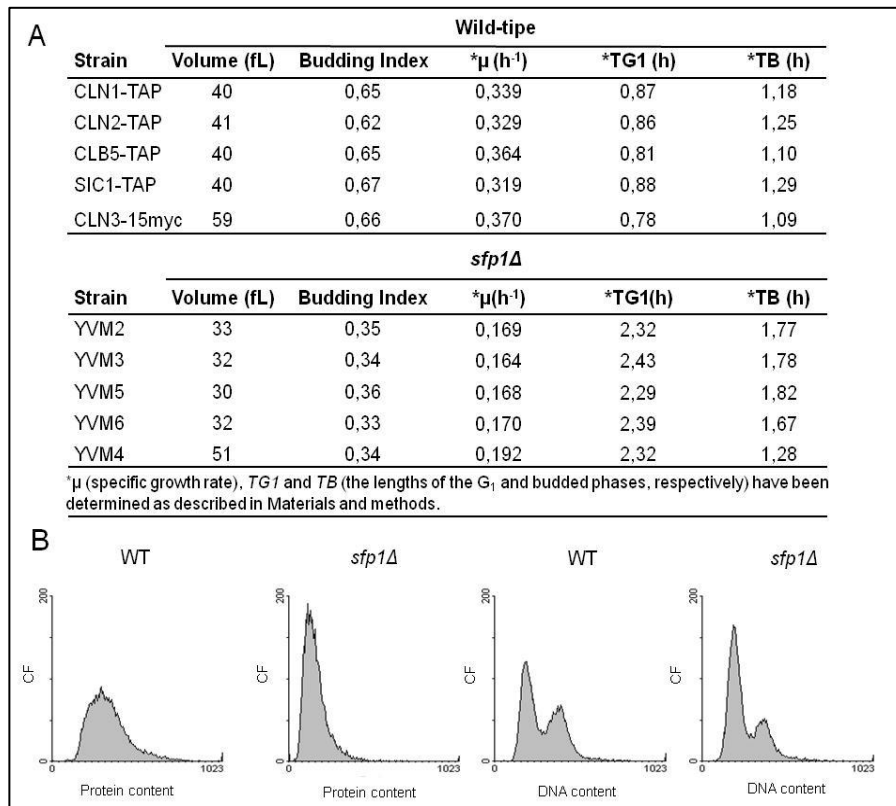 A
Wild-tipe
Strain Volume (fL) Budding Index *μ (h-1) *TG1 (h) *TB (h)
CLN1-TAP 40 0,65 0,339 0,87 1,18
CLN2-TAP 41 0,62 0,329 0,86 1,25
CLB5-TAP 40 0,65 0,364 0,81 1,10
SIC1-TAP 40 0,67 0,319 0,88 1,29
CLN3-15myc 59 0,66 0,370 0,78 1,09
sfp1Δ
Strain Volume (fL) Budding Index *μ(h-1) *TG1(h) *TB (h)
YVM2 33 0,35 0,169 2,32 1,77
YVM3 32 0,34 0,164 2,43 1,78
YVM5 30 0,36 0,168 2,29 1,82
YVM6 32 0,33 0,170 2,39 1,67
YVM4 51 0,34 0,192 2,32 1,28
*μ (specific growth rate), TG1 and TB (the lengths of the G1 and budded phases, respectively) have been
determined as described in Materials and methods.
B
WT sfp1Δ WT sfp1Δ
200 200 200 200
CF CF CF CF
0 0 0 0
0 1023 0 1023 0 1023 0 1023
Protein content Protein content DNA content DNA content